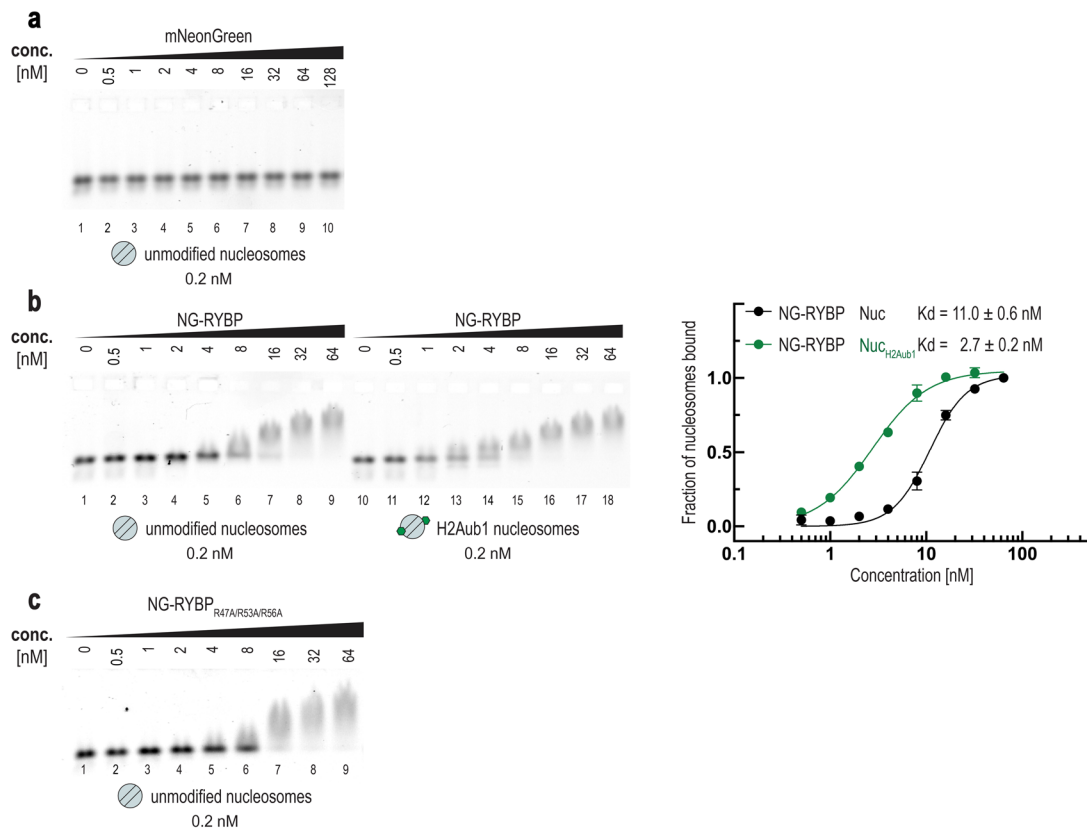 a
mNeonGreen
conc.
[nM]
0 0.5 1 2 4 8 16 32 64 128
1 2 3 4 5 6 7 8 9 10
unmodified nucleosomes
0.2 nM
b
NG-RYBP NG-RYBP
conc.
[nM]
0 0.5 1 2 4 8 16 32 64 0 0.5 1 2 4 8 16 32 64
1 2 3 4 5 6 7 8 9 10 11 12 13 14 15 16 17 18
unmodified nucleosomes H2Aub1 nucleosomes
0.2 nM 0.2 nM
NG-RYBP Nuc Kd = 11.0 ± 0.6 nM
NG-RYBP Nuc H2Aub1 Kd = 2.7 ± 0.2 nM
Fraction of nucleosomes bound
1.0
0.5
0.0
0.1 1 10 100
Concentration [nM]
c
NG-RYBP R47A/R53A/R56A
conc.
[nM]
0 0.5 1 2 4 8 16 32 64
1 2 3 4 5 6 7 8 9
unmodified nucleosomes
0.2 nM